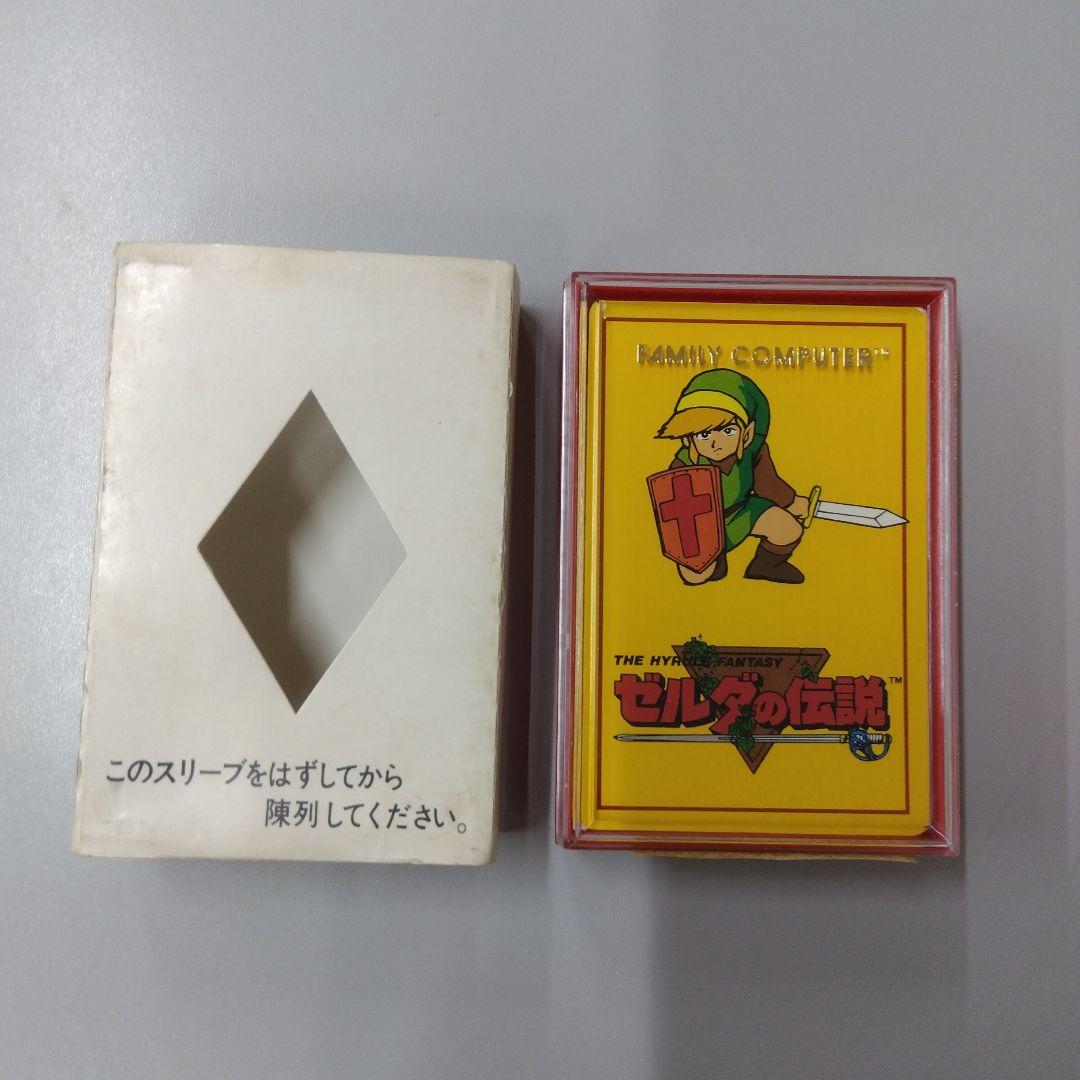 このスリーブをはずしてから
陳列してください。
FAMILY COMPUTER™
THE HYRULE FANTASY
ゼルダの伝説™